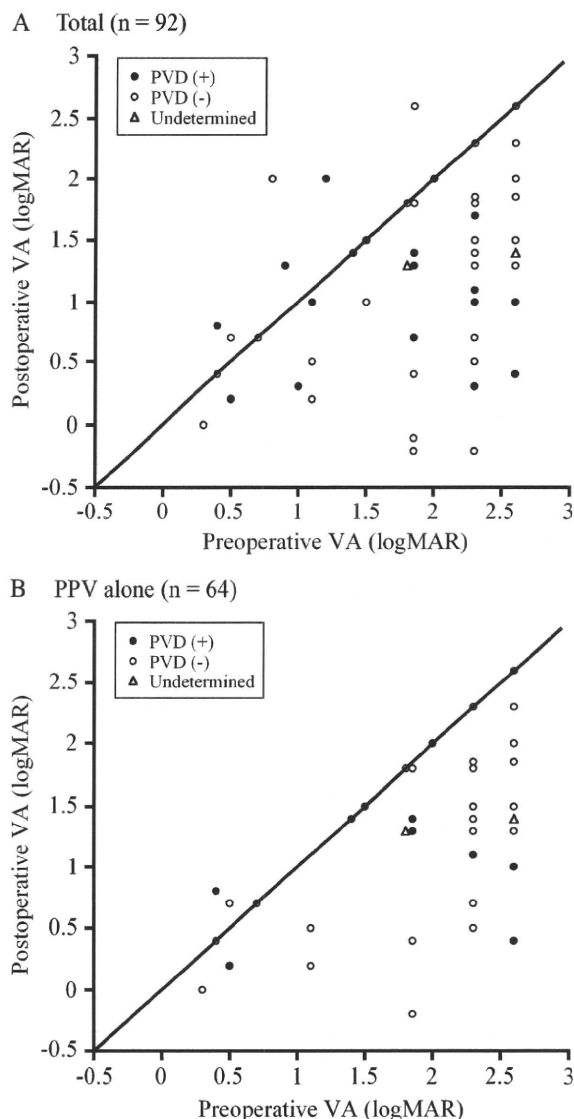 A Total (n = 92)
3
2.5
2
1.5
1
0.5
0
-0.5
Postoperative VA (logMAR)
PVD (+)
PVD (-)
Undetermined
-0.5 0 0.5 1 1.5 2 2.5 3
Preoperative VA (logMAR)
B PPV alone (n = 64)
3
2.5
2
1.5
1
0.5
0
-0.5
Postoperative VA (logMAR)
PVD (+)
PVD (-)
Undetermined
-0.5 0 0.5 1 1.5 2 2.5 3
Preoperative VA (logMAR)